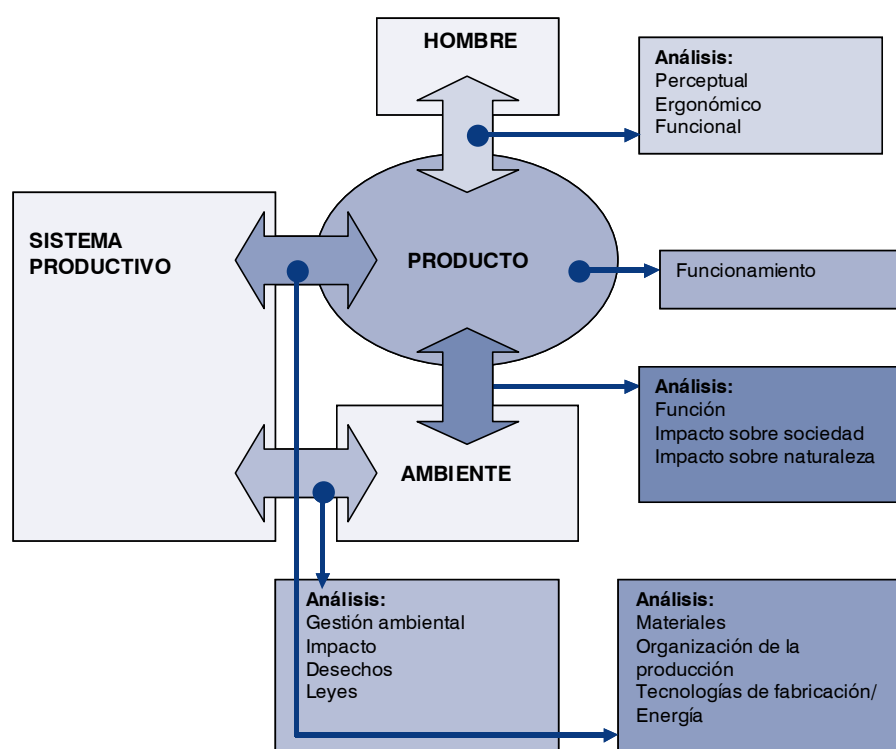 HOMBRE
Análisis:
Perceptual
Ergonómico
Funcional
SISTEMA
PRODUCTIVO
PRODUCTO
Funcionamiento
Análisis:
Función
Impacto sobre sociedad
Impacto sobre naturaleza
AMBIENTE
Análisis:
Gestión ambiental
Impacto
Desechos
Leyes
Análisis:
Materiales
Organización de la
producción
Tecnologías de fabricación/
Energía